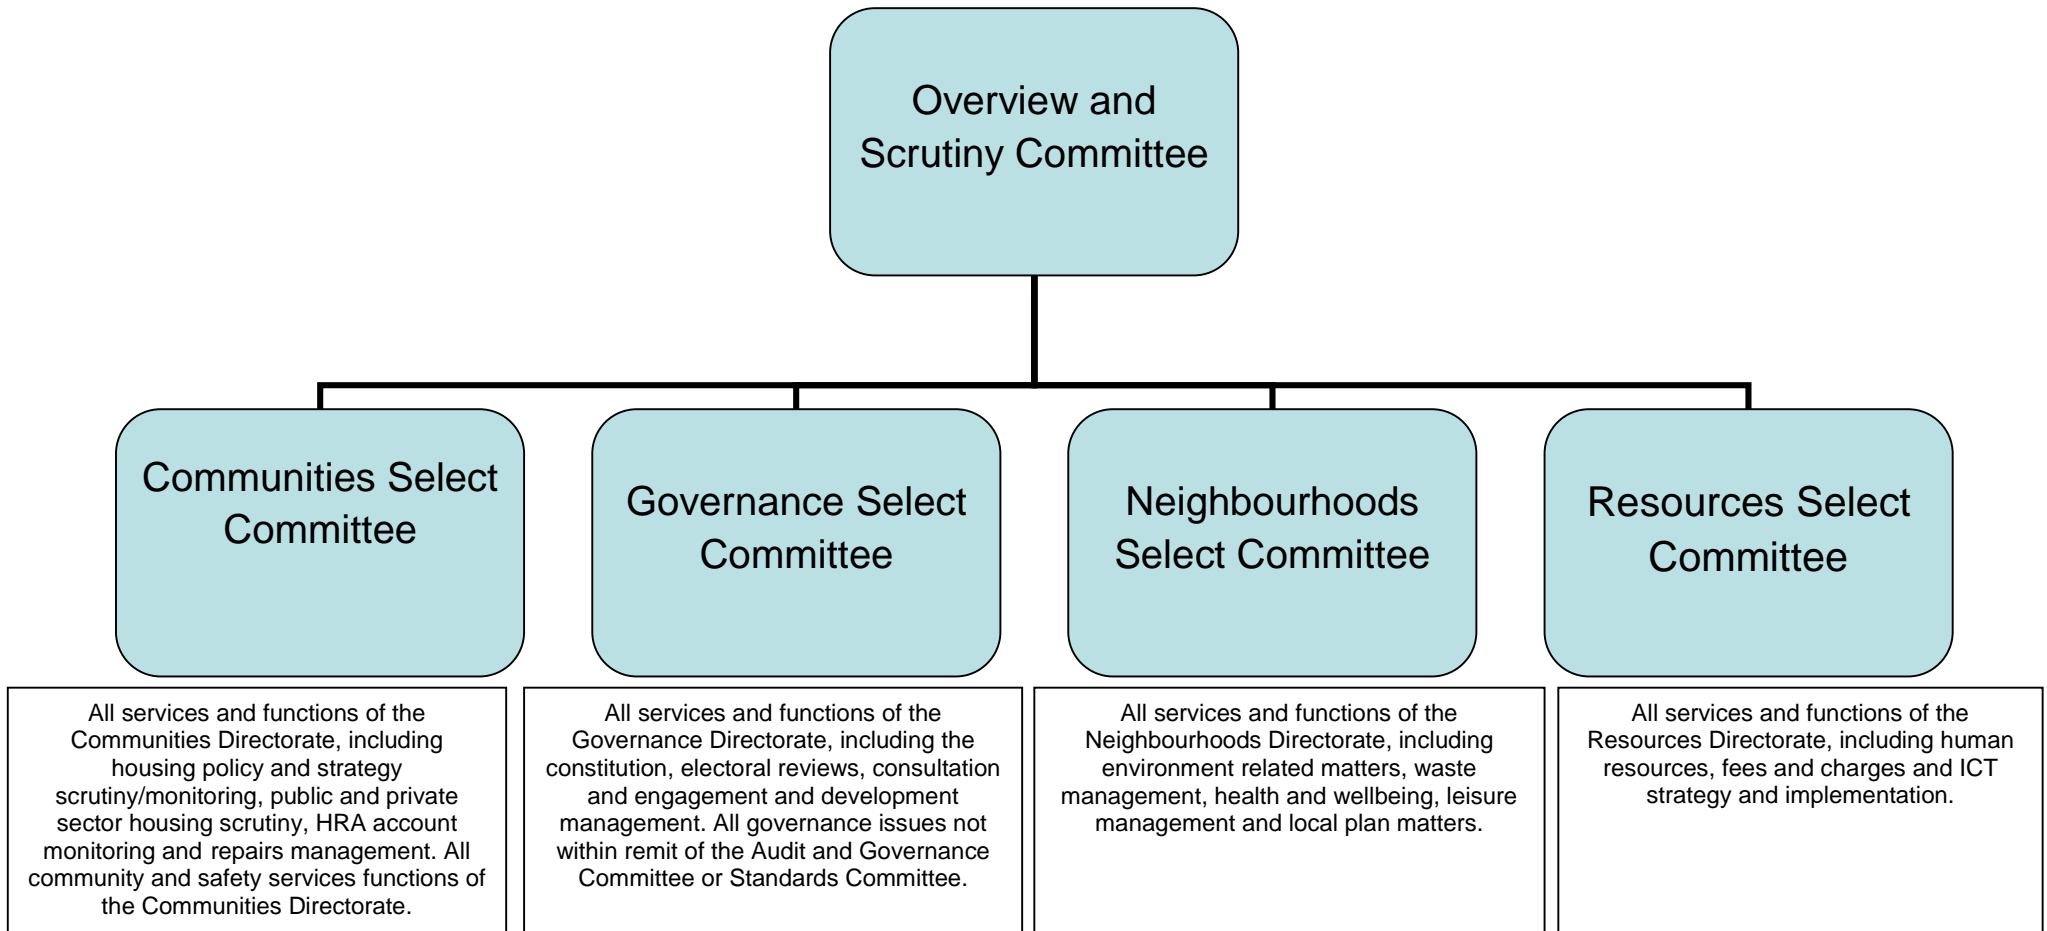 Overview and
Scrutiny Committee
Communities Select
Committee
Governance Select
Committee
Neighbourhoods
Select Committee
Resources Select
Committee
All services and functions of the
Communities Directorate, including
housing policy and strategy
scrutiny/monitoring, public and private
sector housing scrutiny, HRA account
monitoring and repairs management. All
community and safety services functions of
the Communities Directorate.
All services and functions of the
Governance Directorate, including the
constitution, electoral reviews, consultation
and engagement and development
management. All governance issues not
within remit of the Audit and Governance
Committee or Standards Committee.
All services and functions of the
Neighbourhoods Directorate, including
environment related matters, waste
management, health and wellbeing, leisure
management and local plan matters.
All services and functions of the
Resources Directorate, including human
resources, fees and charges and ICT
strategy and implementation.